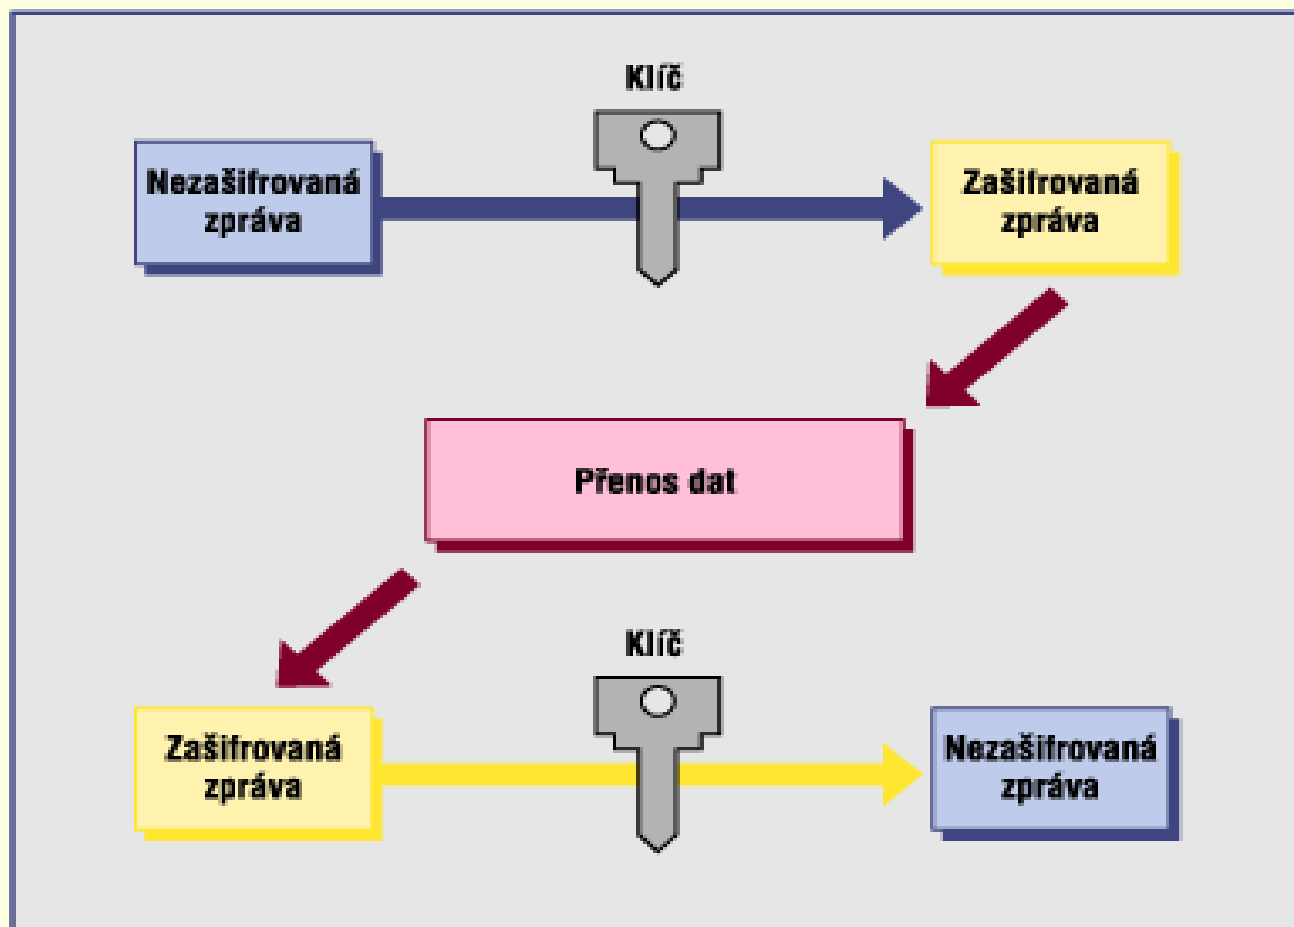 Klíč
Nezašifrovaná
zpráva
Zašifrovaná
zpráva
Přenos dat
Klíč
Zašifrovaná
zpráva
Nezašifrovaná
zpráva